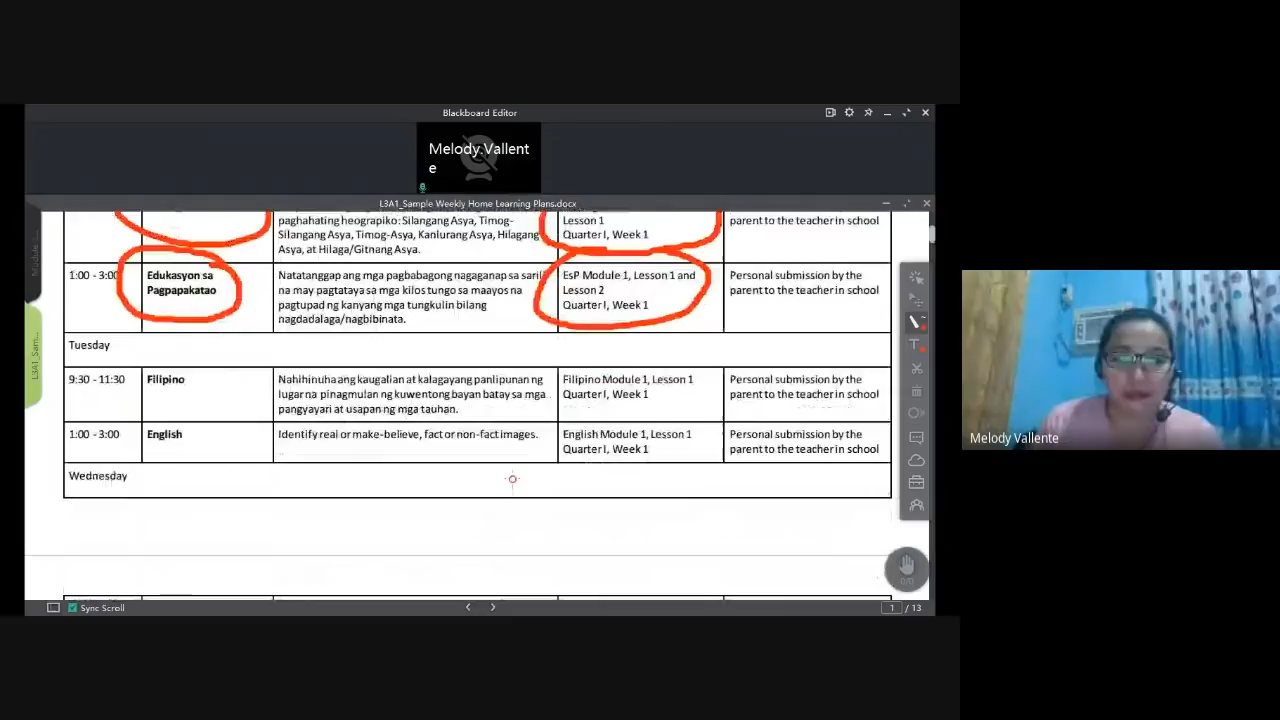 Blackboard Editor
Melody.Vallent
e
L3A1_Sample Weekly Home Learning Plans.docx
paghahating heograpiko: Silangang Asya, Timog-
Silangang Asya, Timog-Asya, Kanlurang Asya, Hilagang
Asya, at Hilaga/Gitnang Asya.
Lesson 1
Quarter I, Week 1
parent to the teacher in school
1:00 - 3:00
Edukasyon sa
Pagpapakatao
Natatanggap ang mga pagbabagong nagaganap sa sarili
na may pagtataya sa mga kilos tungo sa maayos na
pagtupad ng kanyang tungkulin bilang
nagdadalaga/nagbibinata.
EsP Module 1, Lesson 1 and
Lesson 2
Quarter I, Week 1
Personal submission by the
parent to the teacher in school
Tuesday
9:30 - 11:30
Filipino
Nahihinuha ang kaugalian at kalagayang panlipunan ng
lugar na pinagmulan ng kuwentong bayan batay sa mga
pangyayari at usapan ng mga tauhan.
Filipino Module 1, Lesson 1
Quarter I, Week 1
Personal submission by the
parent to the teacher in school
1:00 - 3:00
English
Identify real or make-believe, fact or non-fact images.
English Module 1, Lesson 1
Quarter I, Week 1
Personal submission by the
parent to the teacher in school
Wednesday
L3A1_Sam...
0/0
Sync Scroll
1 / 13
Melody Vallente